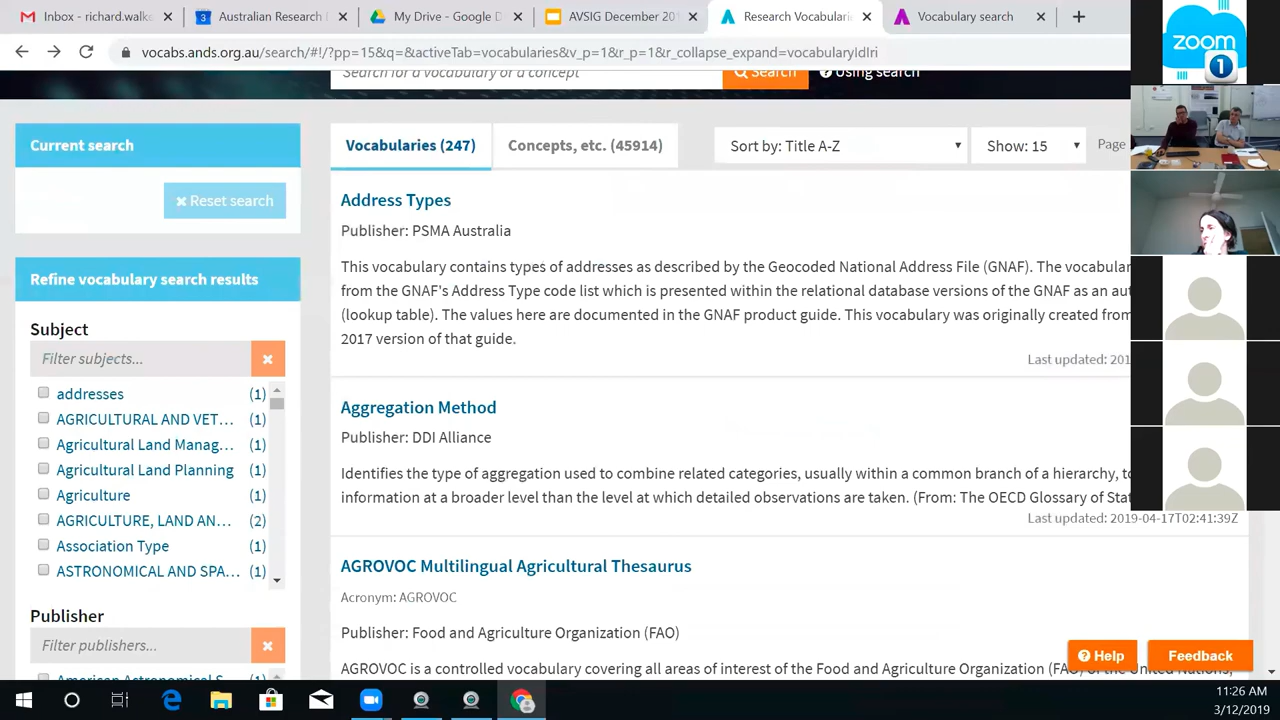 Inbox - richard.walke
Australian Research D
My Drive - Google D
AVSIG December 201
Research Vocabulari
Vocabulary search
vocabs.ands.org.au/search/#!/?pp=15&q=&activeTab=vocabularies&v_p=1&r_p=1&r_collapse_expand=vocabularyidIri
zoom
1
Search for a vocabulary or a concept
Search
Using search
Current search
Reset search
Refine vocabulary search results
Subject
Filter subjects...
addresses (1)
AGRICULTURAL AND VET... (1)
Agricultural Land Manag... (1)
Agricultural Land Planning (1)
Agriculture (1)
AGRICULTURE, LAND AN... (2)
Association Type (1)
ASTRONOMICAL AND SPA... (1)
Publisher
Filter publishers...
American Astronomical S
Vocabularies (247)
Concepts, etc. (45914)
Sort by: Title A-Z
Show: 15
Page
Address Types
Publisher: PSMA Australia
This vocabulary contains types of addresses as described by the Geocoded National Address File (GNAF). The vocabular
from the GNAF's Address Type code list which is presented within the relational database versions of the GNAF as an aut
(lookup table). The values here are documented in the GNAF product guide. This vocabulary was originally created from
2017 version of that guide.
Last updated: 201
Aggregation Method
Publisher: DDI Alliance
Identifies the type of aggregation used to combine related categories, usually within a common branch of a hierarchy, to
information at a broader level than the level at which detailed observations are taken. (From: The OECD Glossary of Stat
Last updated: 2019-04-17T02:41:39Z
AGROVOC Multilingual Agricultural Thesaurus
Acronym: AGROVOC
Publisher: Food and Agriculture Organization (FAO)
AGROVOC is a controlled vocabulary covering all areas of interest of the Food and Agriculture Organization (FAO) of the United Nations,
Help
Feedback
11:26 AM
3/12/2019